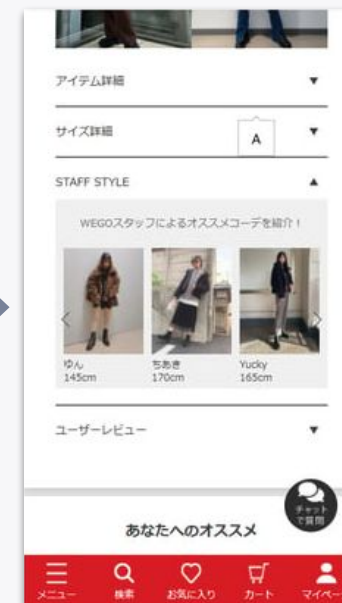 アイテム詳細 ▼
サイズ詳細 ▼
A
STAFF STYLE ▲
WEGOスタッフによるオススメコーデを紹介！
ゆん ちあき Yucky
145cm 170cm 165cm
ユーザーレビュー ▼
チャット
で質問
あなたへのオススメ
メニュー 検索 お気に入り カート マイペー